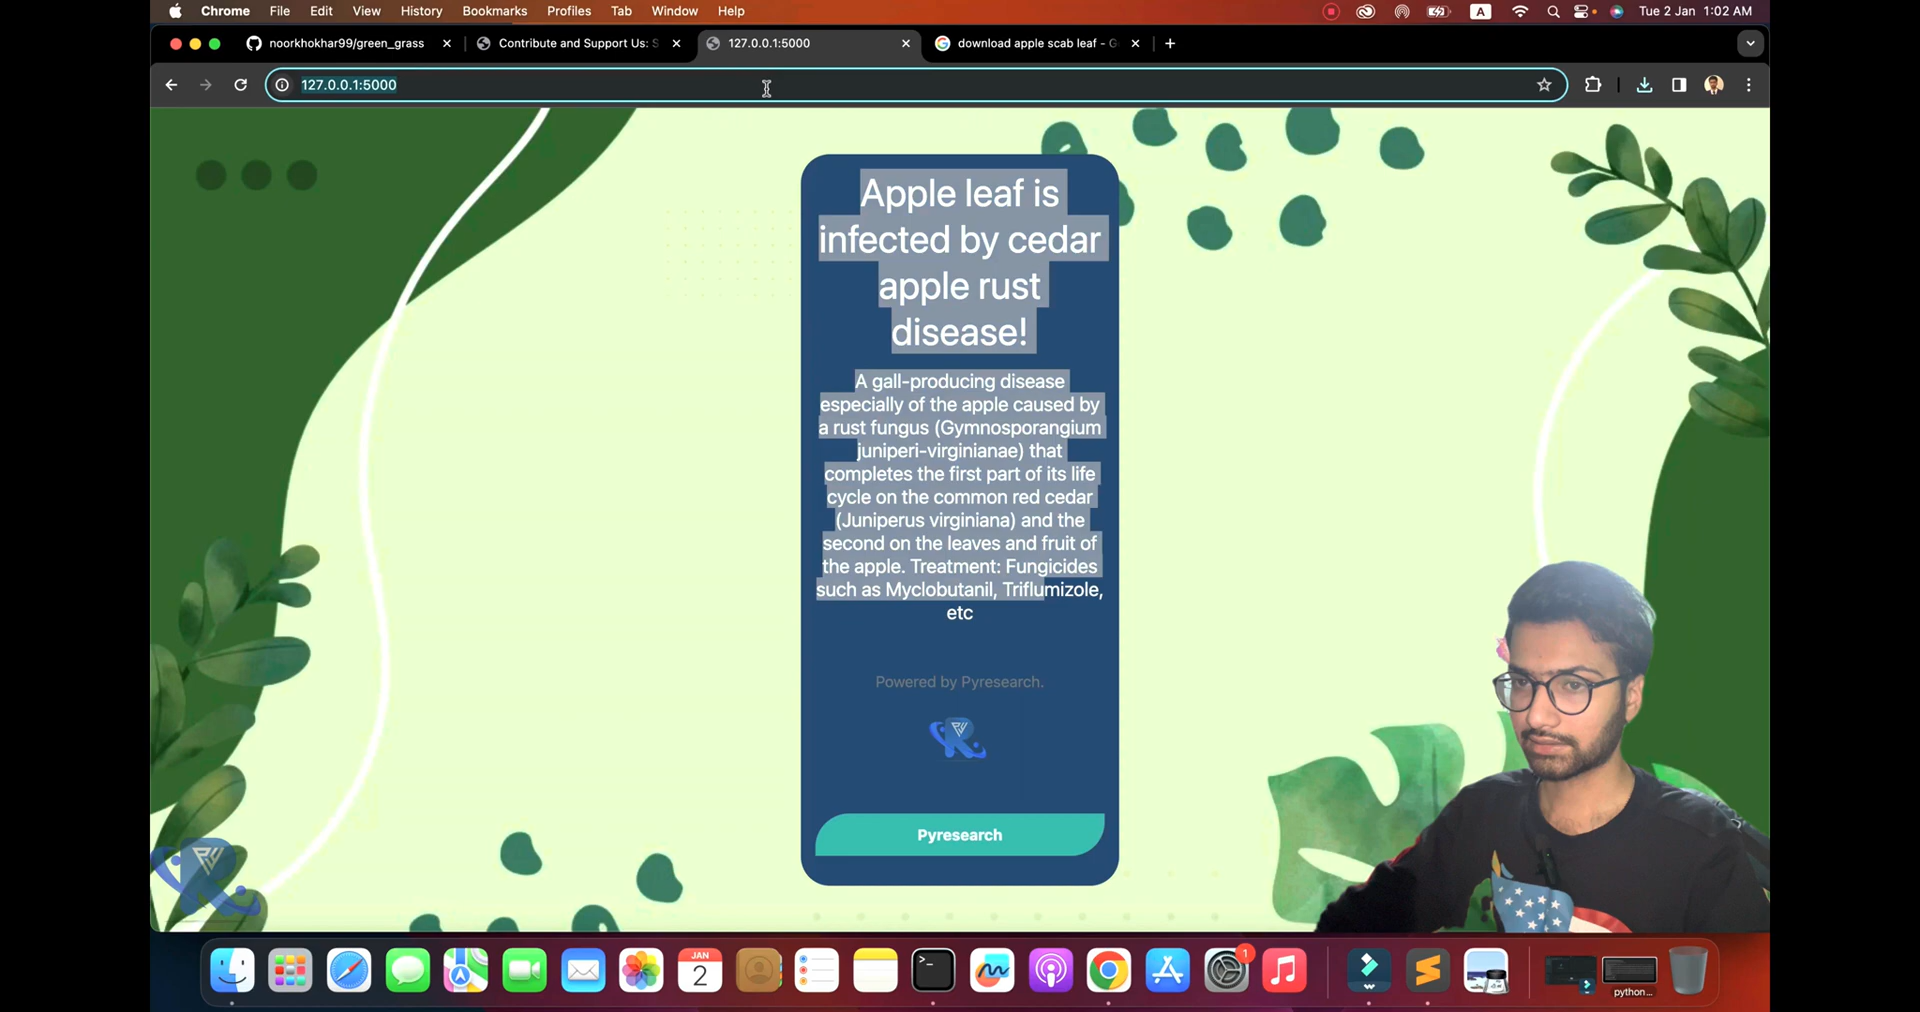 Chrome File Edit View History Bookmarks Profiles Tab Window Help A Tue 2 Jan 1:02 AM
noorkhokhar99/green_grass Contribute and Support Us: S 127.0.0.1:5000 download apple scab leaf - G
127.0.0.1:5000
Apple leaf is
infected by cedar
apple rust
disease!
A gall-producing disease
especially of the apple caused by
a rust fungus (Gymnosporangium
juniperi-virginianae) that
completes the first part of its life
cycle on the common red cedar
(Juniperus virginiana) and the
second on the leaves and fruit of
the apple. Treatment: Fungicides
such as Myclobutanil, Triflumizole,
etc
Powered by Pyresearch.
Pyresearch
JAN
2
1
python...